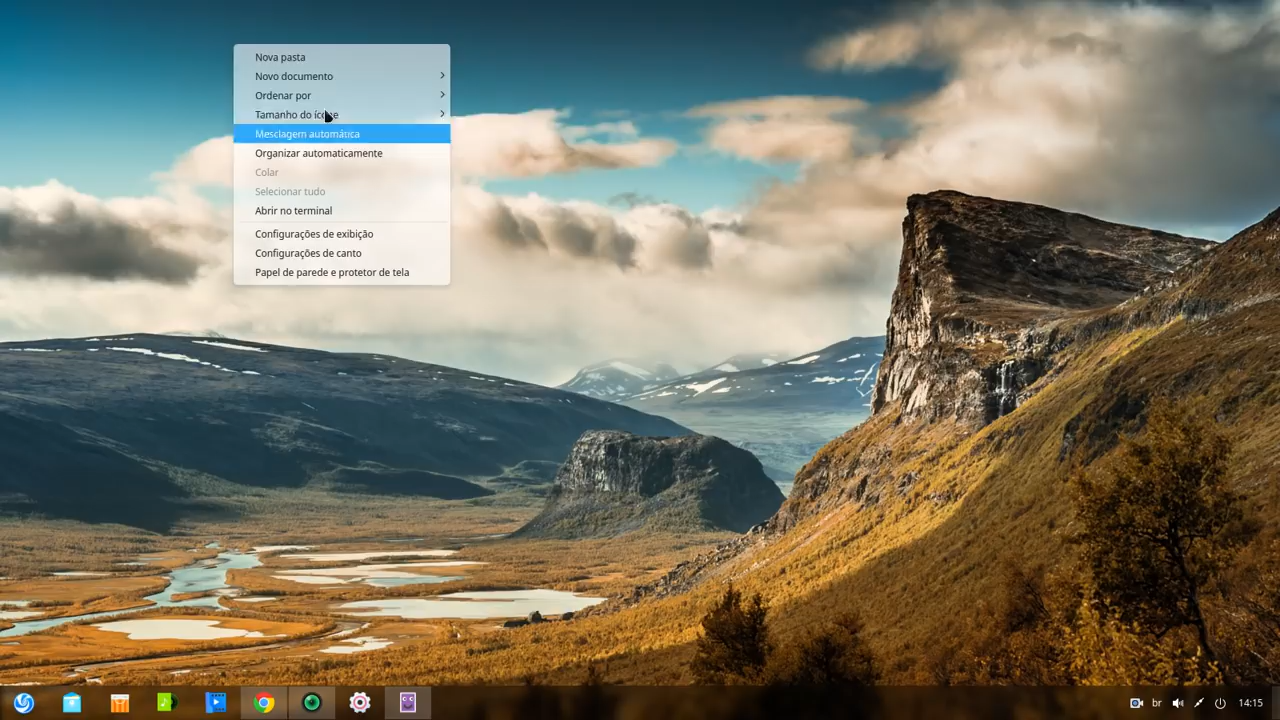 Nova pasta
Novo documento
Ordenar por
Tamanho do ícone
Mesclagem automática
Organizar automaticamente
Colar
Selecionar tudo
Abrir no terminal
Configurações de exibição
Configurações de canto
Papel de parede e protetor de tela
br
14:15